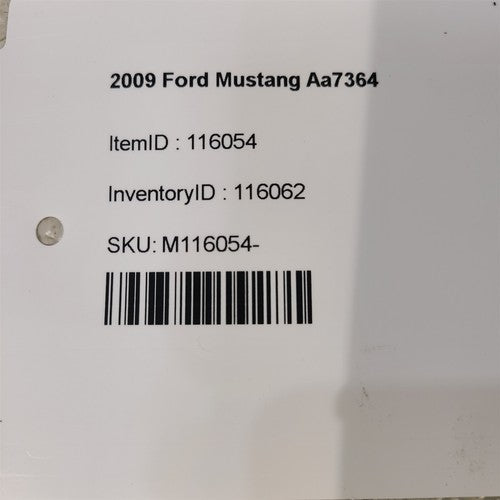 2009 Ford Mustang Aa7364
ItemID : 116054
InventoryID : 116062
SKU: M116054-